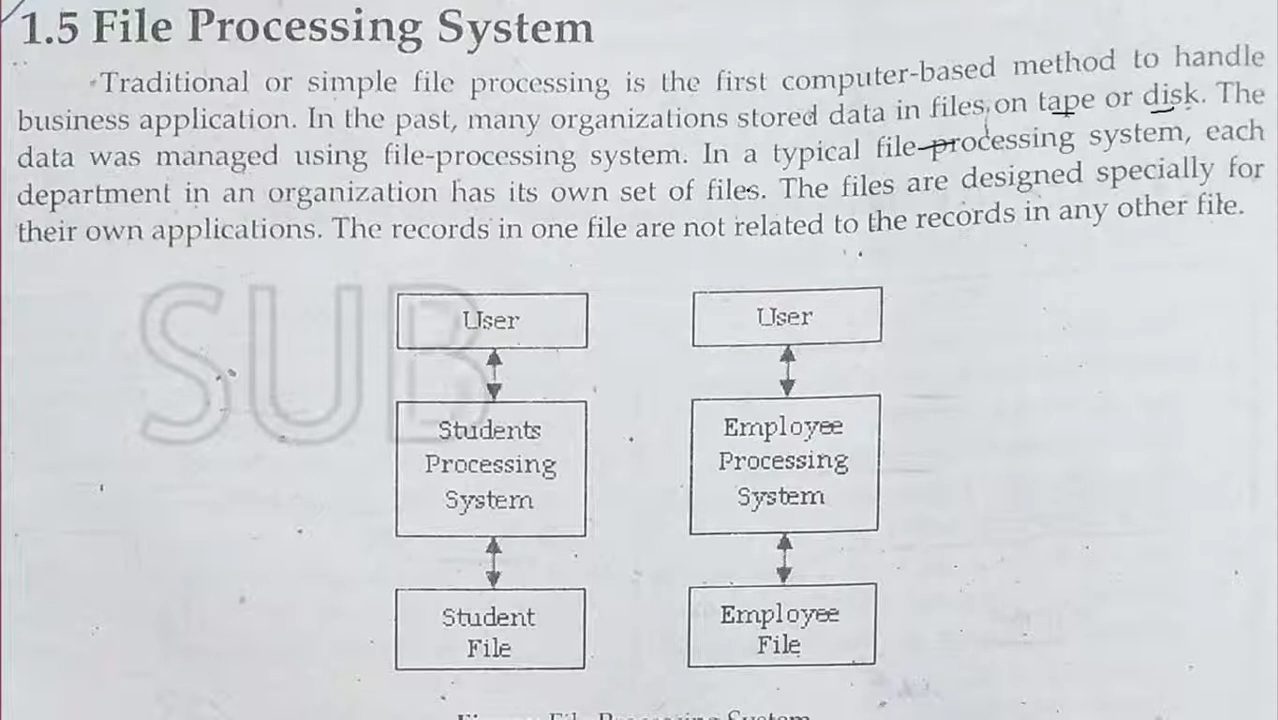 1.5 File Processing System
Traditional or simple file processing is the first computer-based method to handle
business application. In the past, many organizations stored data in files, on tape or disk. The
data was managed using file-processing system. In a typical file-processing system, each
department in an organization has its own set of files. The files are designed specially for
their own applications. The records in one file are not related to the records in any other file.
SUB
User
Students
Processing
System
Student
File
User
Employee
Processing
System
Employee
File
File Processing System